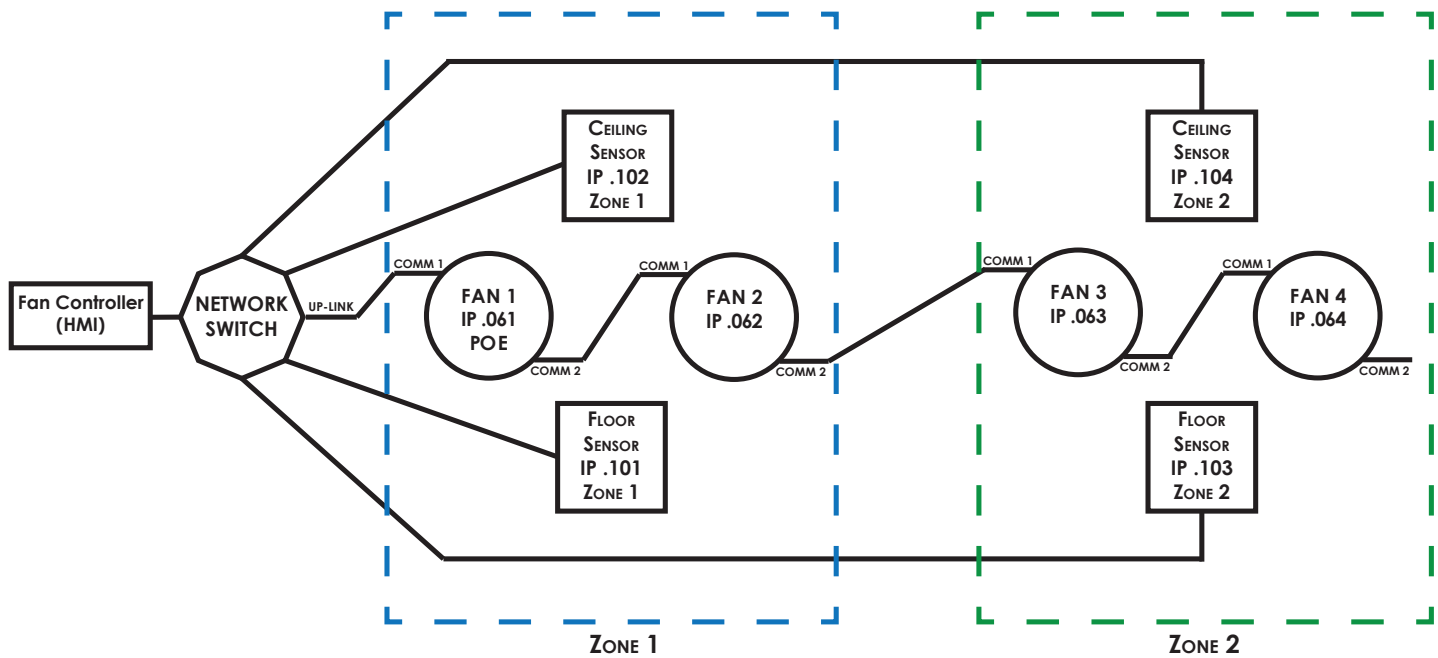 Fan Controller
(HMI)
NETWORK
SWITCH
UP-LINK
CEILING
SENSOR
IP .102
ZONE 1
COMM 1
FAN 1
IP .061
POE
COMM 2
COMM 1
FAN 2
IP .062
COMM 2
FLOOR
SENSOR
IP .101
ZONE 1
ZONE 1
CEILING
SENSOR
IP .104
ZONE 2
COMM 1
FAN 3
IP .063
COMM 2
COMM 1
FAN 4
IP .064
COMM 2
FLOOR
SENSOR
IP .103
ZONE 2
ZONE 2